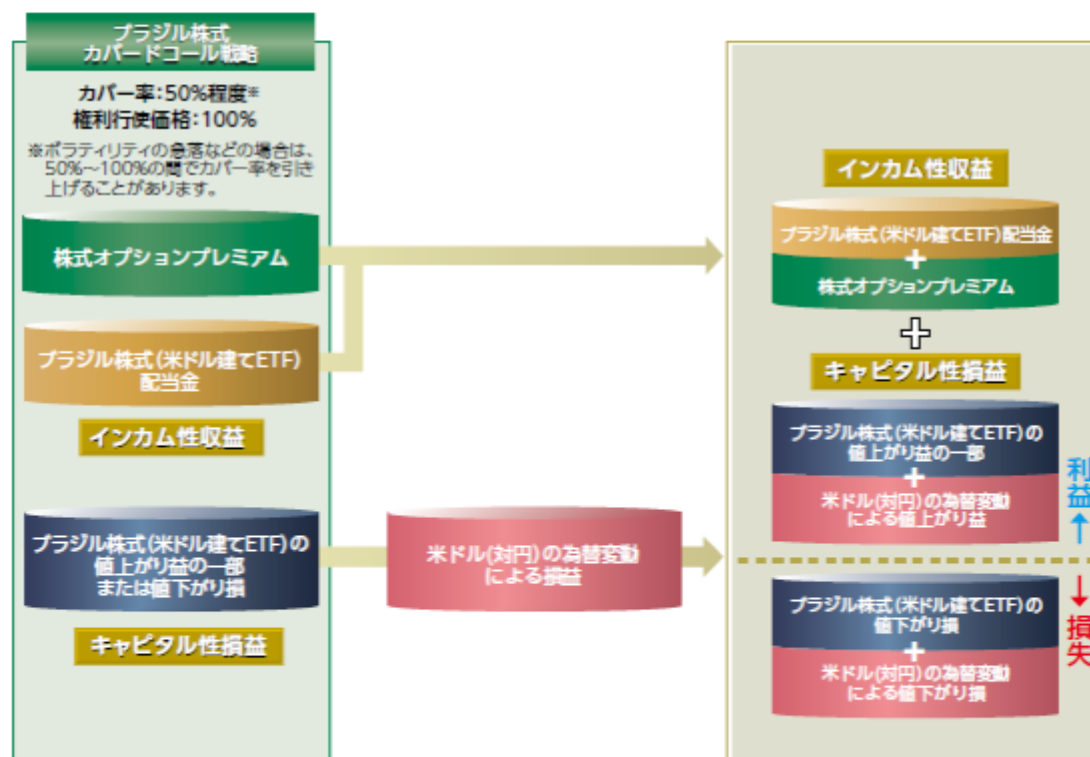 ブラジル株式
カバードコール戦略
カバー率:50%程度※
権利行使価格:100%
※ボラティリティの急落などの場合は、
50%~100%の間でカバー率を引き
上げることがあります。
株式オプションプレミアム
ブラジル株式(米ドル建てETF)
配当金
インカム性収益
ブラジル株式(米ドル建てETF)の
値上がり益の一部
または値下がり損
キャピタル性損益
米ドル(対円)の為替変動
による損益
インカム性収益
ブラジル株式(米ドル建てETF)配当金
+
株式オプションプレミアム
+
キャピタル性損益
ブラジル株式(米ドル建てETF)の
値上がり益の一部
+
米ドル(対円)の為替変動
による値上がり益
利益↑
ブラジル株式(米ドル建てETF)の
値下がり損
+
米ドル(対円)の為替変動
による値下がり損
↓損失